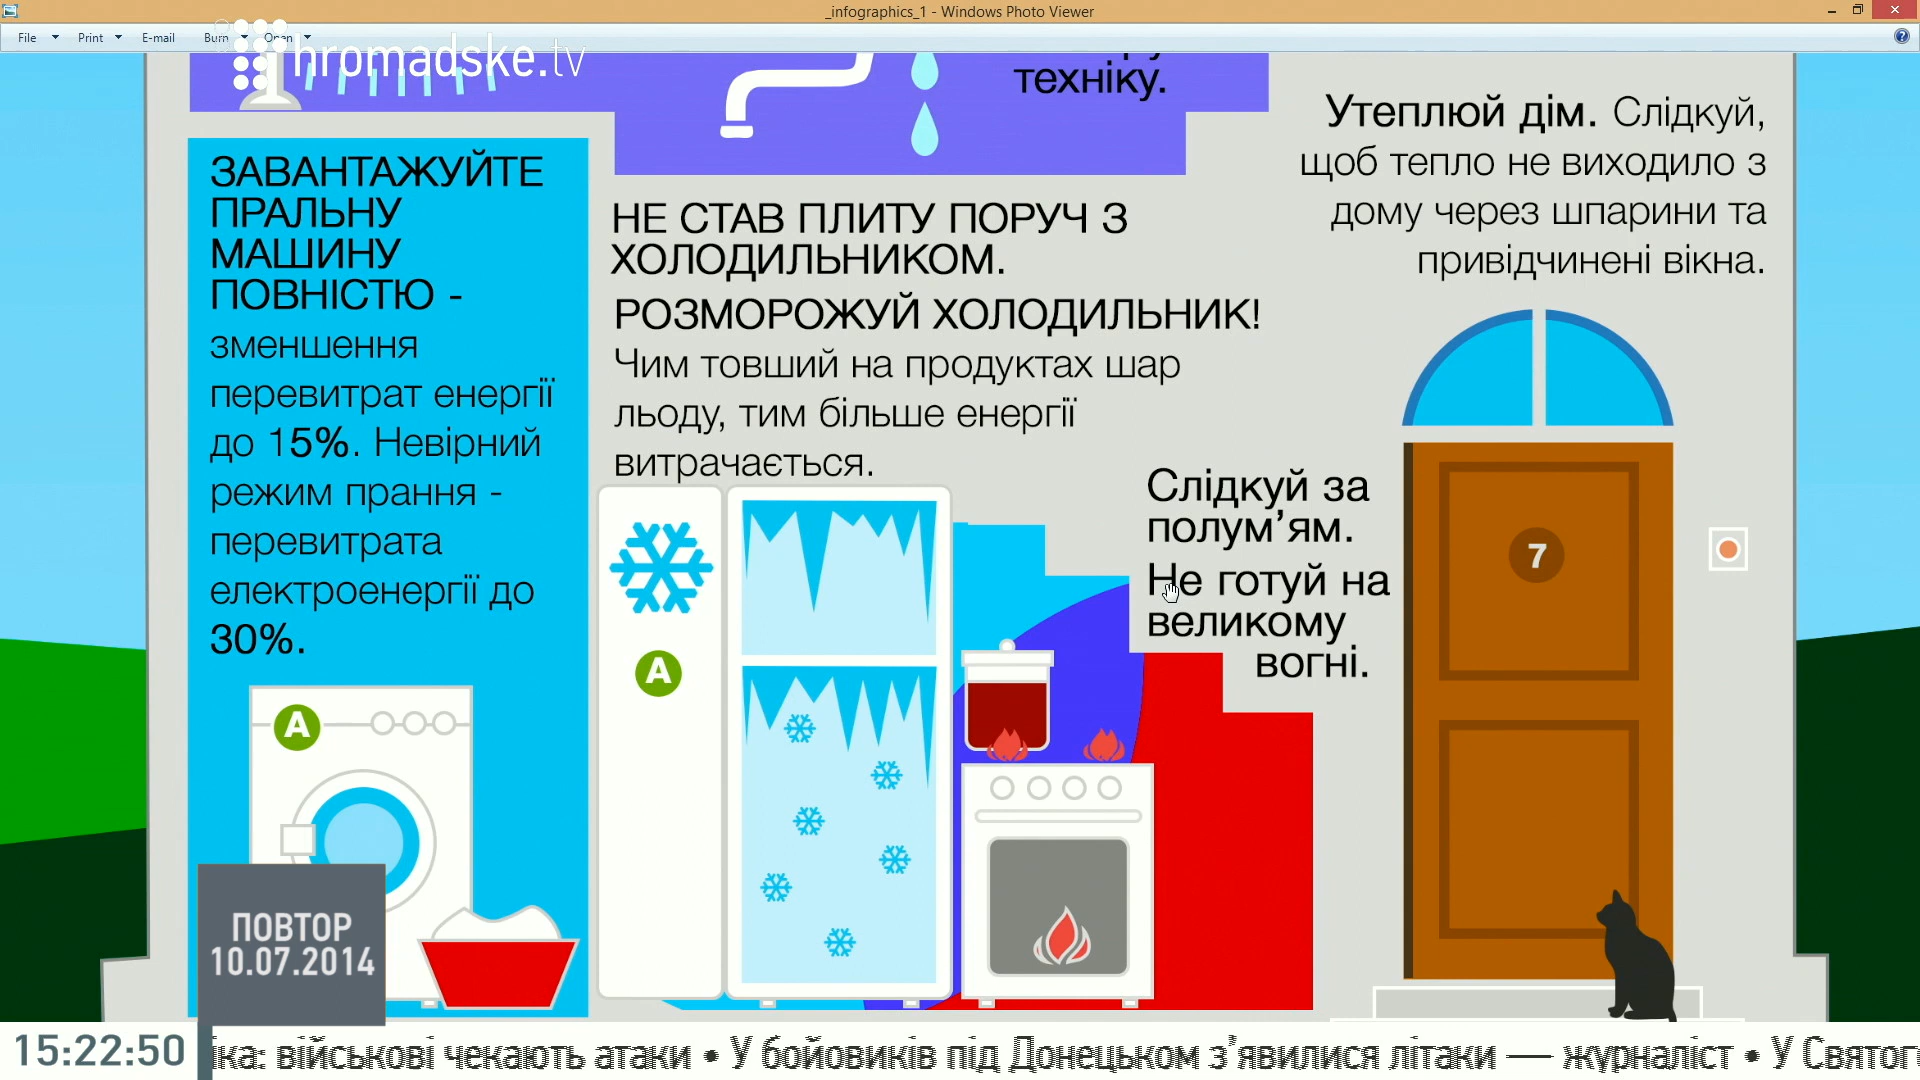 _infographics_1 - Windows Photo Viewer
File Print E-mail Burn Open
hromadske.tv
техніку.
Утеплюй дім. Слідкуй,
щоб тепло не виходило з
дому через шпарини та
привідчинені вікна.
ЗАВАНТАЖУЙТЕ
ПРАЛЬНУ
МАШИНУ
ПОВНІСТЮ -
зменшення
перевитрат енергії
до 15%. Невірний
режим прання -
перевитрата
електроенергії до
30%.
НЕ СТАВ ПЛИТУ ПОРУЧ З
ХОЛОДИЛЬНИКОМ.
РОЗМОРОЖУЙ ХОЛОДИЛЬНИК!
Чим товший на продуктах шар
льоду, тим більше енергії
витрачається.
Слідкуй за
полум’ям.
Не готуй на
великому
вогні.
7
A
A
ПОВТОР
10.07.2014
15:22:50
іка: військові чекають атаки • У бойовиків під Донецьком з’явилися літаки — журналіст • У Святог